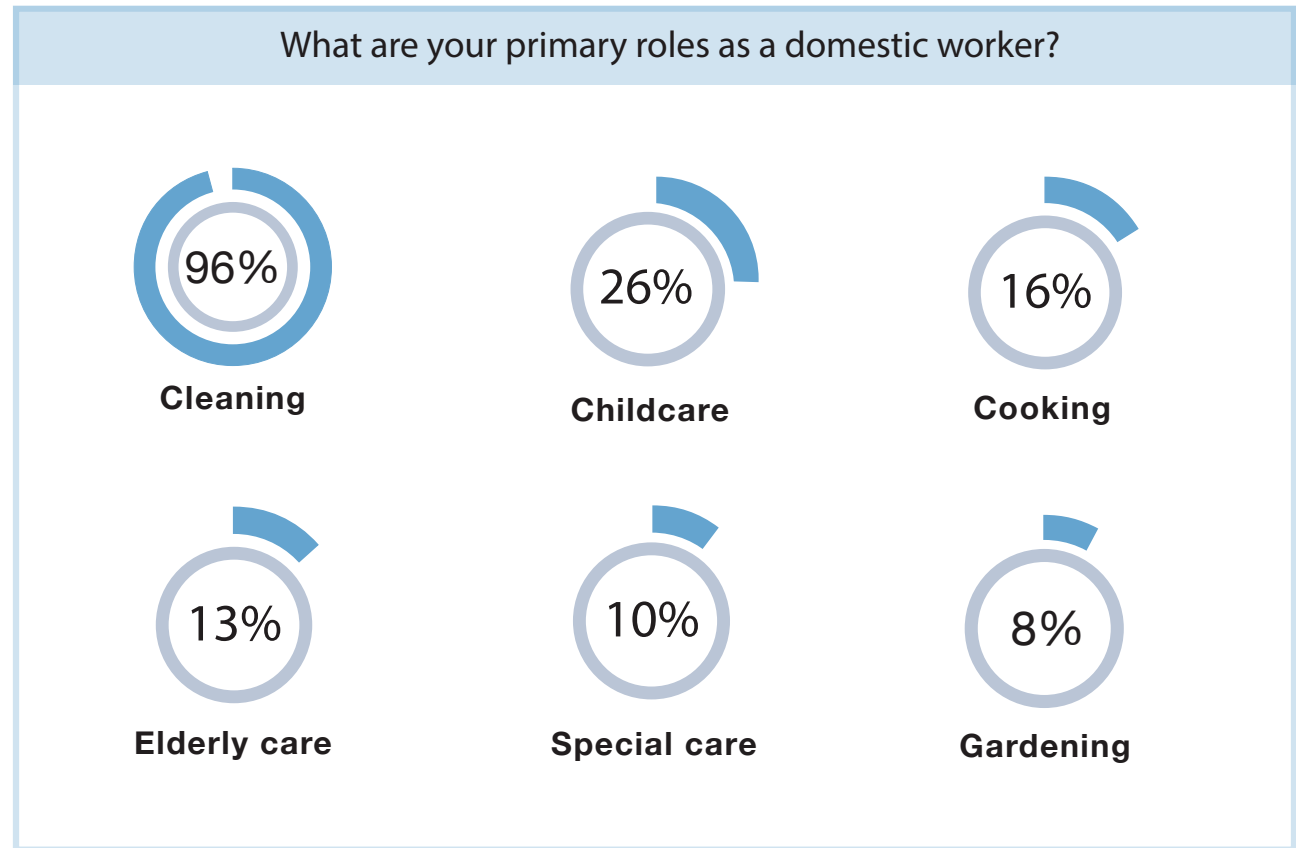 What are your primary roles as a domestic worker?
96%
Cleaning
26%
Childcare
16%
Cooking
13%
Elderly care
10%
Special care
8%
Gardening